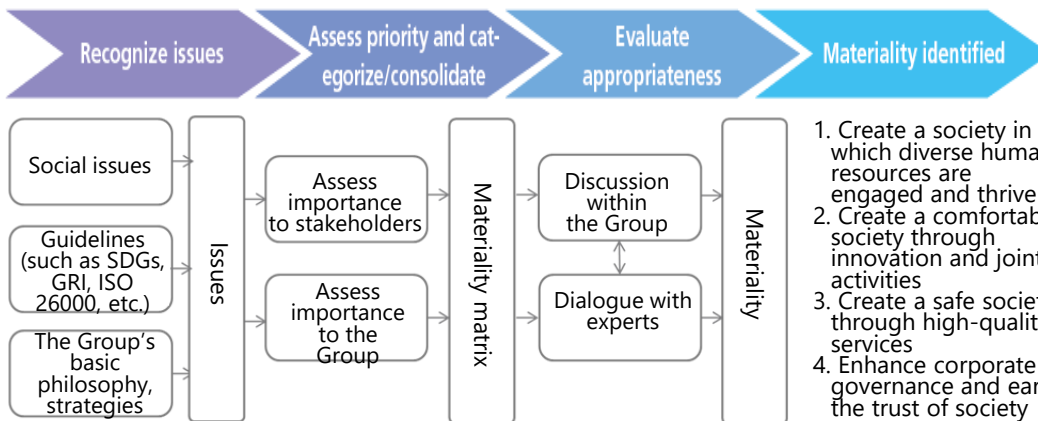 Recognize issues
Assess priority and cat-
egorize/consolidate
Evaluate
appropriateness
Materiality identified
Social issues
Guidelines
(such as SDGs,
GRI, ISO
26000, etc.)
The Group's
basic
philosophy,
strategies
Issues
Assess
importance
to stakeholders
Assess
importance
to the
Group
Materiality matrix
Discussion
within
the Group
Dialogue with
experts
Materiality
1. Create a society in
which diverse huma
resources are
engaged and thrive
2. Create a comfortab
society through
innovation and joint
activities
3. Create a safe societ
through high-qualit
services
4. Enhance corporate
governance and ear
the trust of society